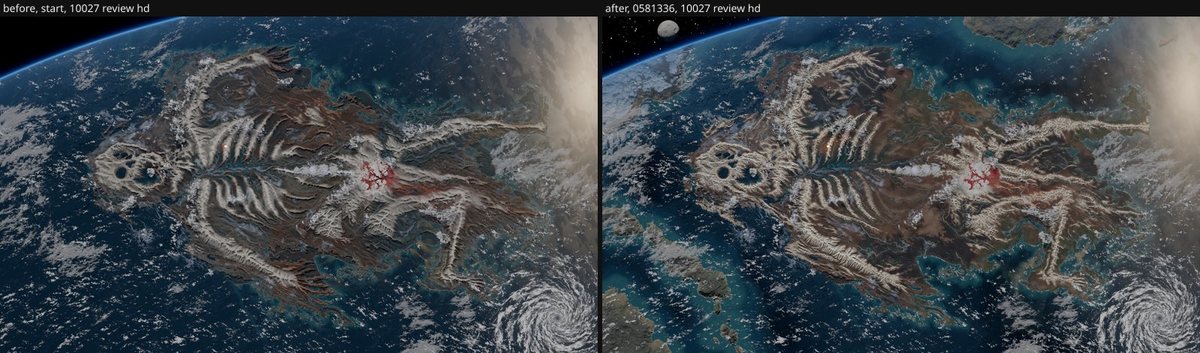 before, start, 10027 review hd
after, 0581336, 10027 review hd